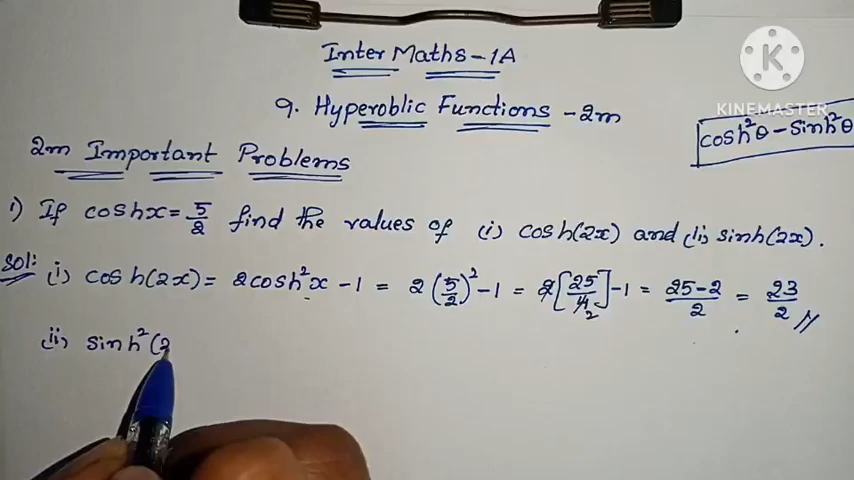 Inter Maths-1A
9. Hyperoblic Functions - 2m
KINEMASTER
cosh²θ - sinh²θ
2m Important Problems
1) If coshx = 5/2 find the values of (i) cosh(2x) and (ii) sinh(2x).
Sol: (i) cosh(2x) = 2cosh²x - 1 = 2(5/2)² - 1 = 2[25/4 2] - 1 = 25-2/2 = 23/2 //
(ii) sinh²(2